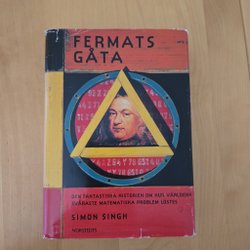 FERMATS
GÅTA
DEN FANTASTISKA HISTORIEN OM HUR VÄRLDENS
SVÅRASTE MATEMATISKA PROBLEM LÖSTES
SIMON SINGH
NORSTEDTS